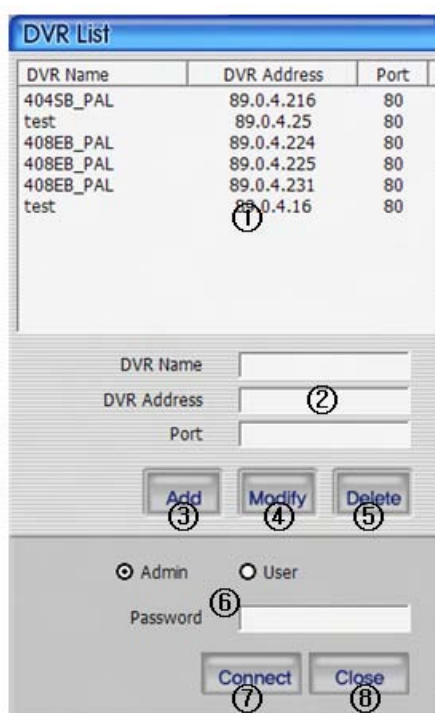 DVR List
DVR Name DVR Address Port
404SB_PAL 89.0.4.216 80
test 89.0.4.25 80
408EB_PAL 89.0.4.224 80
408EB_PAL 89.0.4.225 80
408EB_PAL 89.0.4.231 80
test 89.0.4.16 80
①
DVR Name
DVR Address ②
Port
Add Modify Delete
③ ④ ⑤
Admin User
⑥
Password
Connect Close
⑦ ⑧